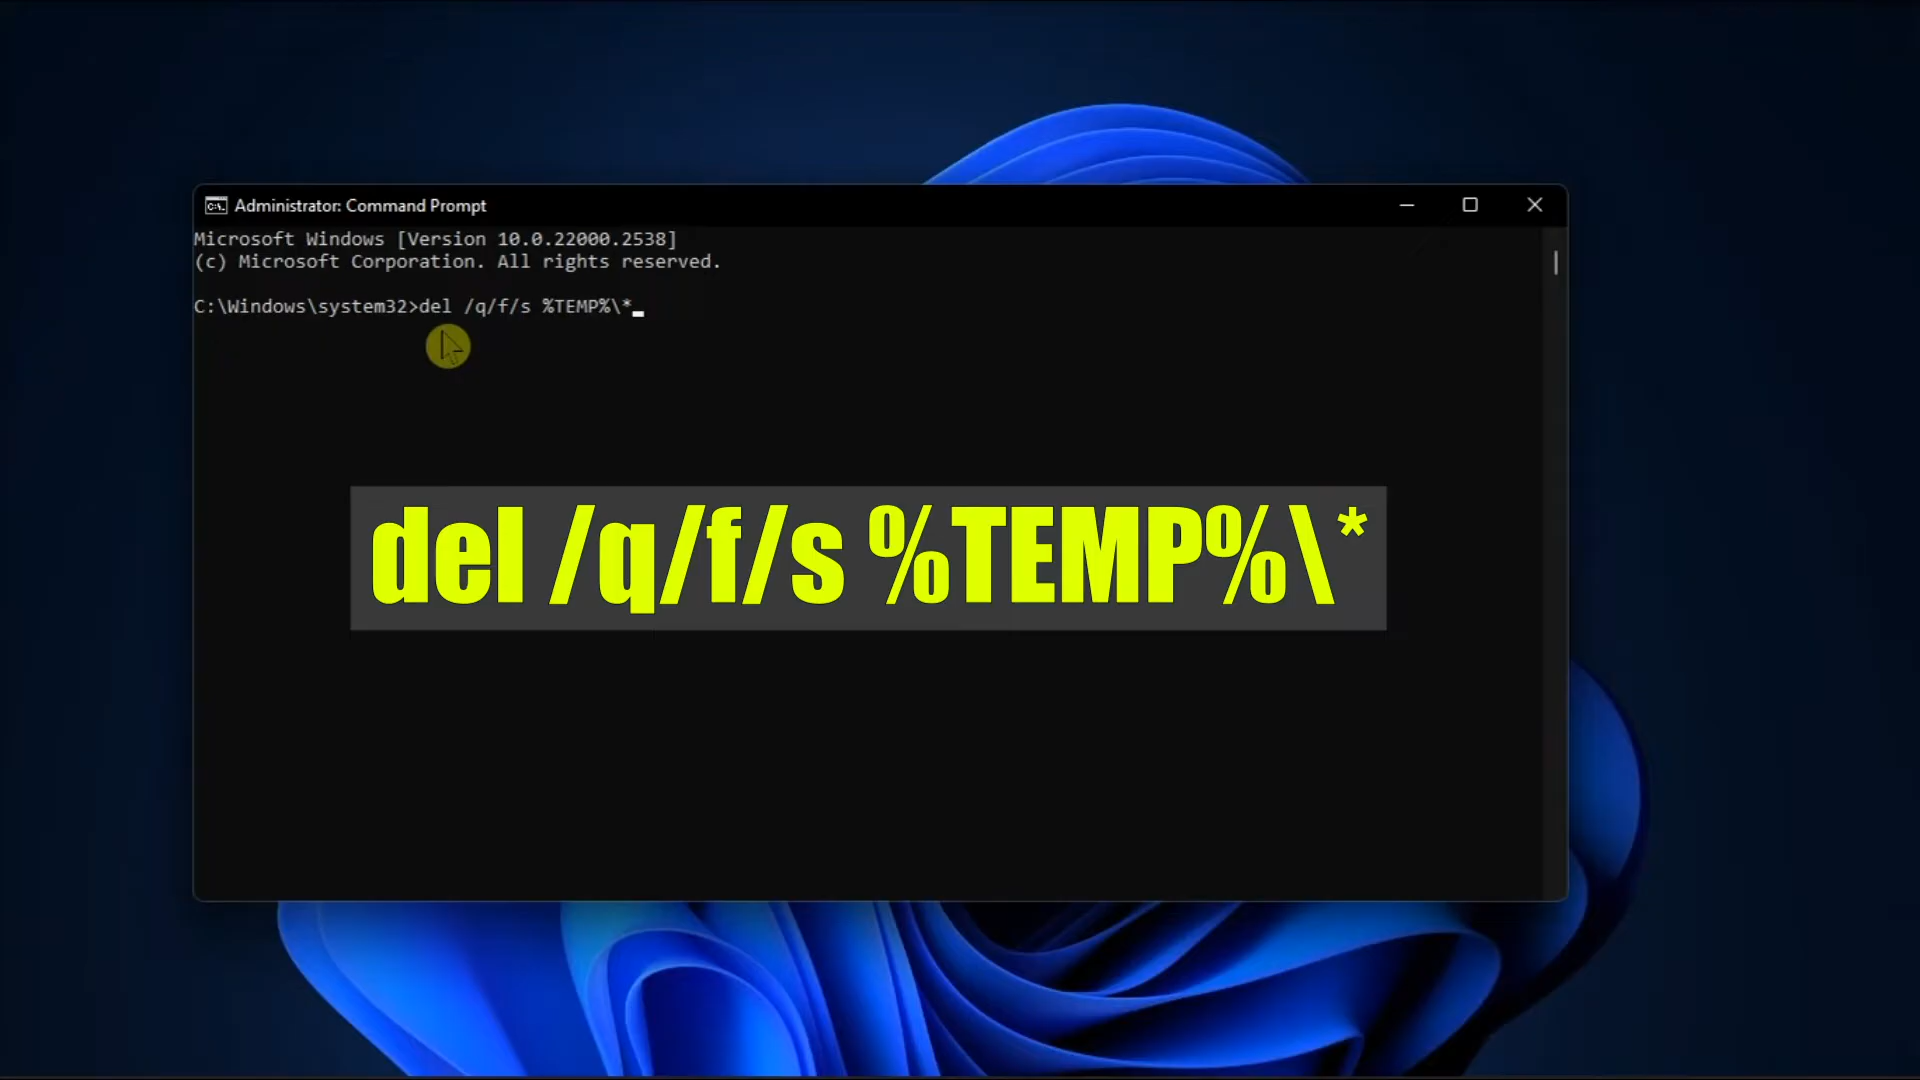 Administrator: Command Prompt
Microsoft Windows [Version 10.0.22000.2538]
(c) Microsoft Corporation. All rights reserved.
C:\Windows\system32>del /q/f/s %TEMP%\*
del /q/f/s %TEMP%\*